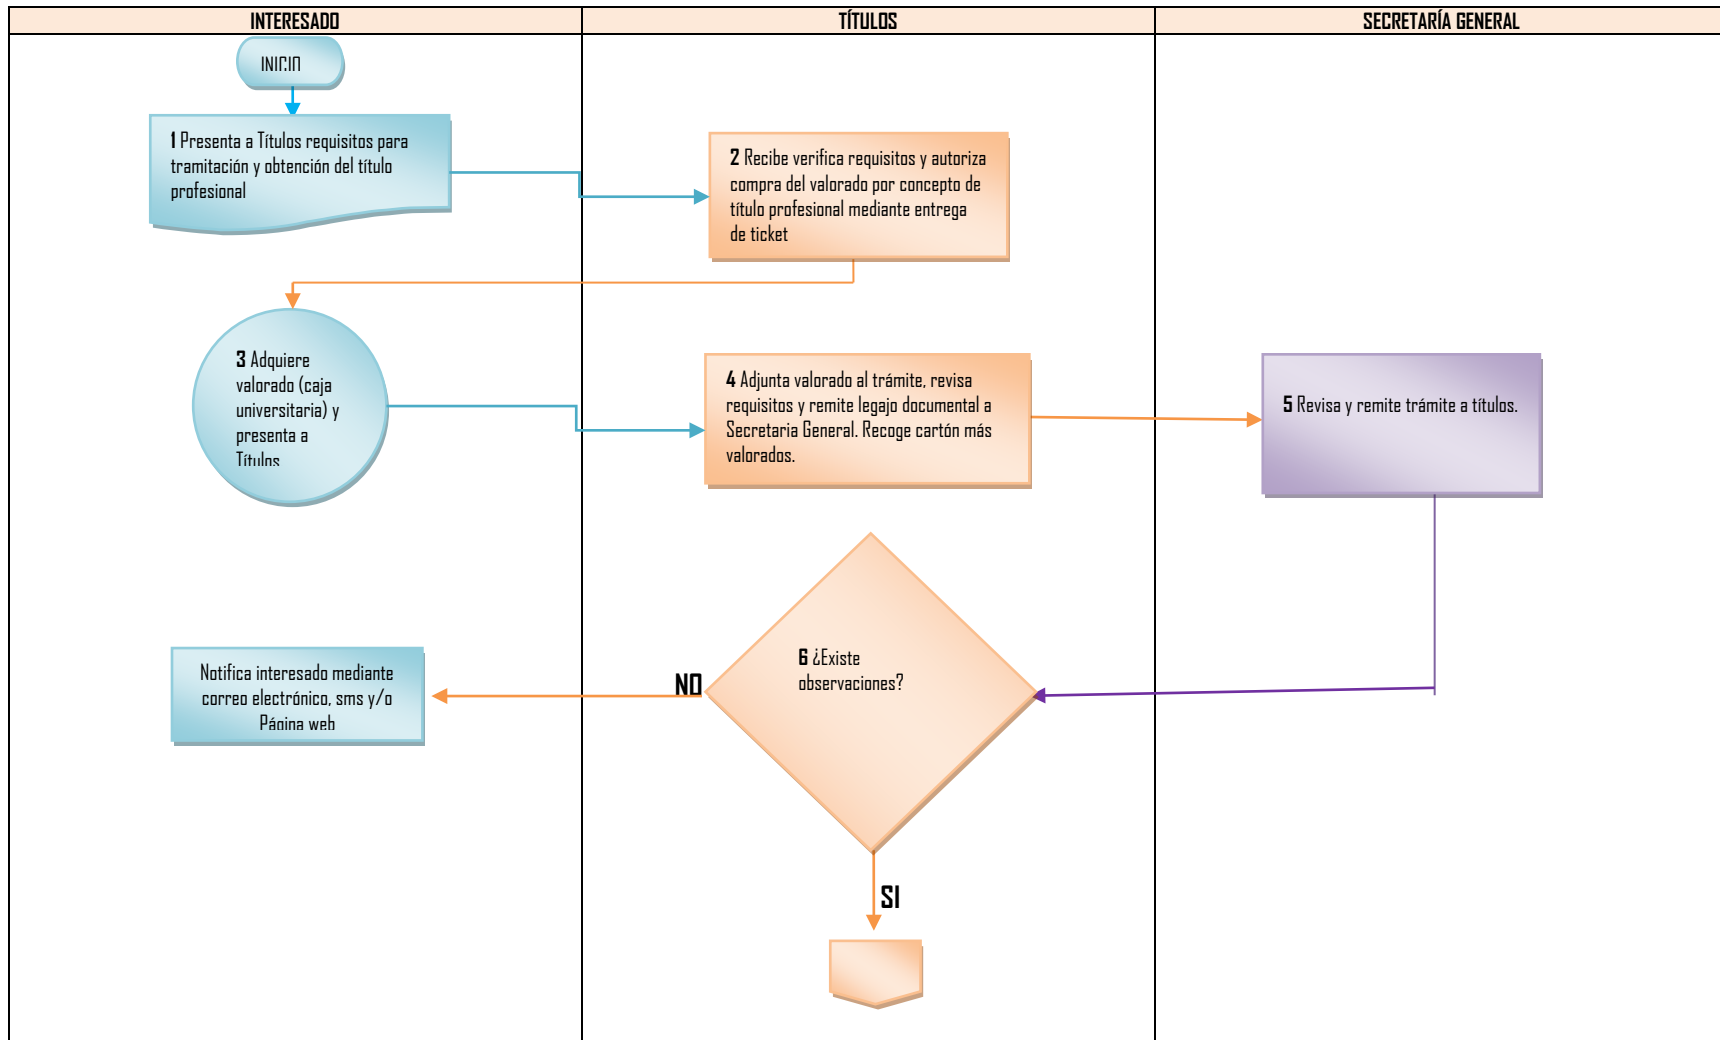 INTERESADO
TÍTULOS
SECRETARÍA GENERAL
INICIO
1 Presenta a Títulos requisitos para
tramitación y obtención del título
profesional
2 Recibe verifica requisitos y autoriza
compra del valorado por concepto de
título profesional mediante entrega
de ticket
3 Adquiere
valorado (caja
universitaria) y
presenta a
Títulos
4 Adjunta valorado al trámite, revisa
requisitos y remite legajo documental a
Secretaria General. Recoge cartón más
valorados.
5 Revisa y remite trámite a títulos.
6 ¿Existe
observaciones?
NO
Notifica interesado mediante
correo electrónico, sms y/o
Página web
SI